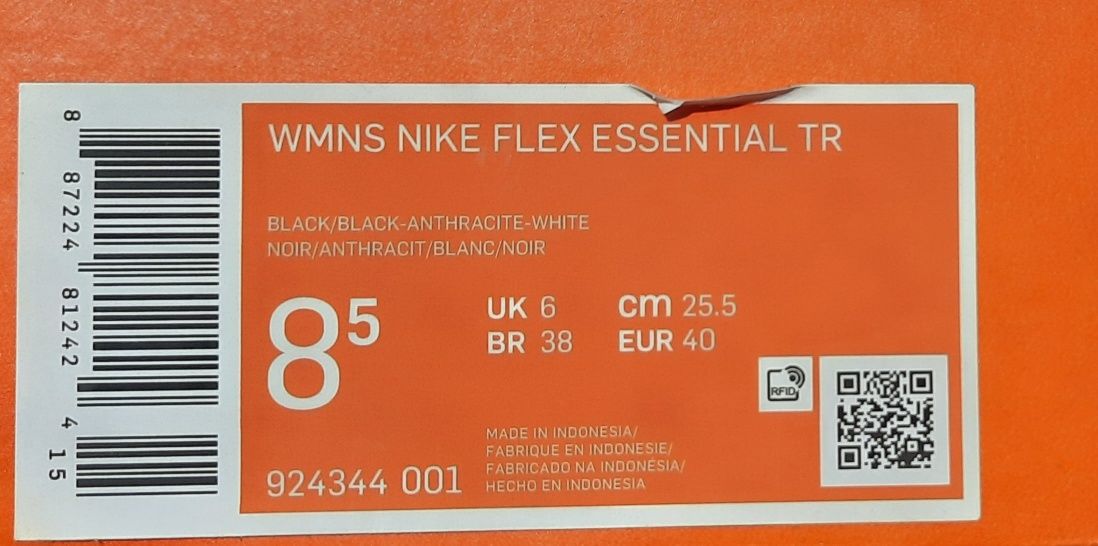 WMNS NIKE FLEX ESSENTIAL TR
BLACK/BLACK-ANTHRACITE-WHITE
NOIR/ANTHRACIT/BLANC/NOIR
8⁵
UK 6 cm 25.5
BR 38 EUR 40
RFID
MADE IN INDONESIA/
FABRIQUE EN INDONESIE/
FABRICADO NA INDONÉSIA/
HECHO EN INDONESIA
924344 001
8 87224 81242 4
15